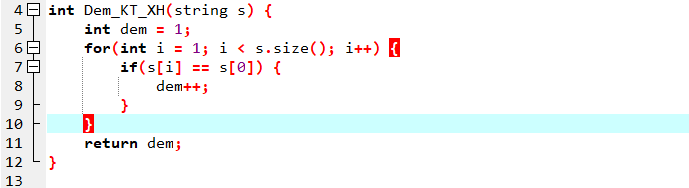 4 int Dem_KT_XH(string s) {
5     int dem = 1;
6     for(int i = 1; i < s.size(); i++) {
7         if(s[i] == s[0]) {
8             dem++;
9         }
10     }
11     return dem;
12 }
13